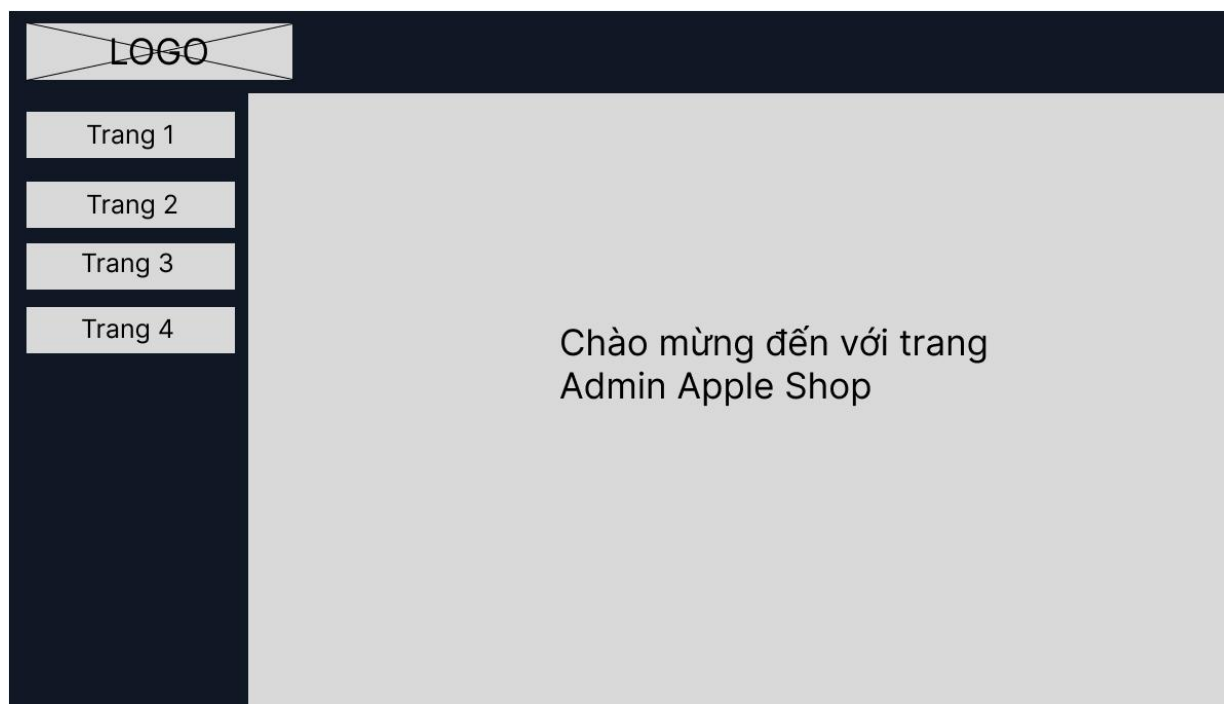 LOGO
Trang 1
Trang 2
Trang 3
Trang 4
Chào mừng đến với trang
Admin Apple Shop